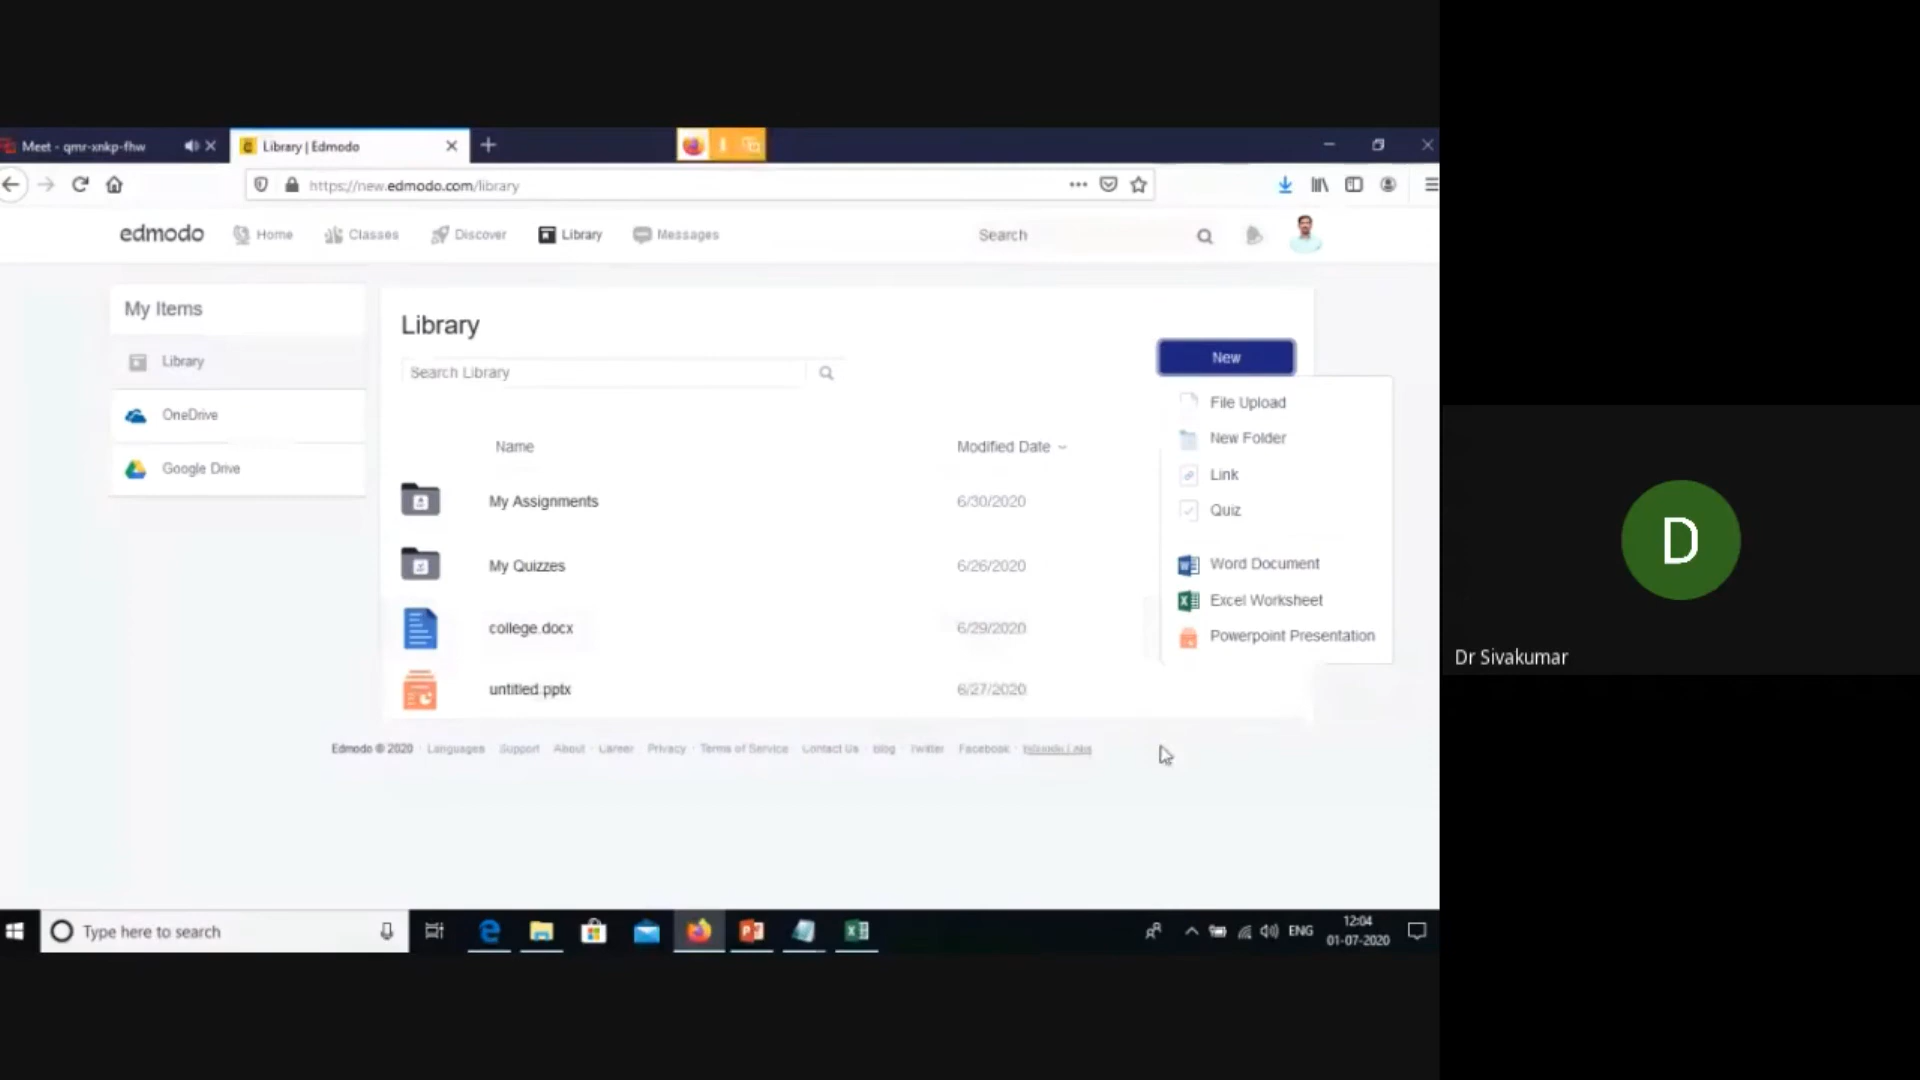 Meet - qmr-xnkp-fhw
Library | Edmodo
https://new.edmodo.com/library
edmodo Home Classes Discover Library Messages Search
My Items
Library
OneDrive
Google Drive
Library
Search Library
New
File Upload
New Folder
Link
Quiz
Word Document
Excel Worksheet
Powerpoint Presentation
Name Modified Date
My Assignments 6/30/2020
My Quizzes 6/26/2020
college.docx 6/29/2020
untitled.pptx 6/27/2020
Edmodo © 2020 · Languages · Support · About · Career · Privacy · Terms of Service · Contact Us · Blog · Twitter · Facebook ·
Type here to search
ENG
12:04
01-07-2020
D
Dr Sivakumar